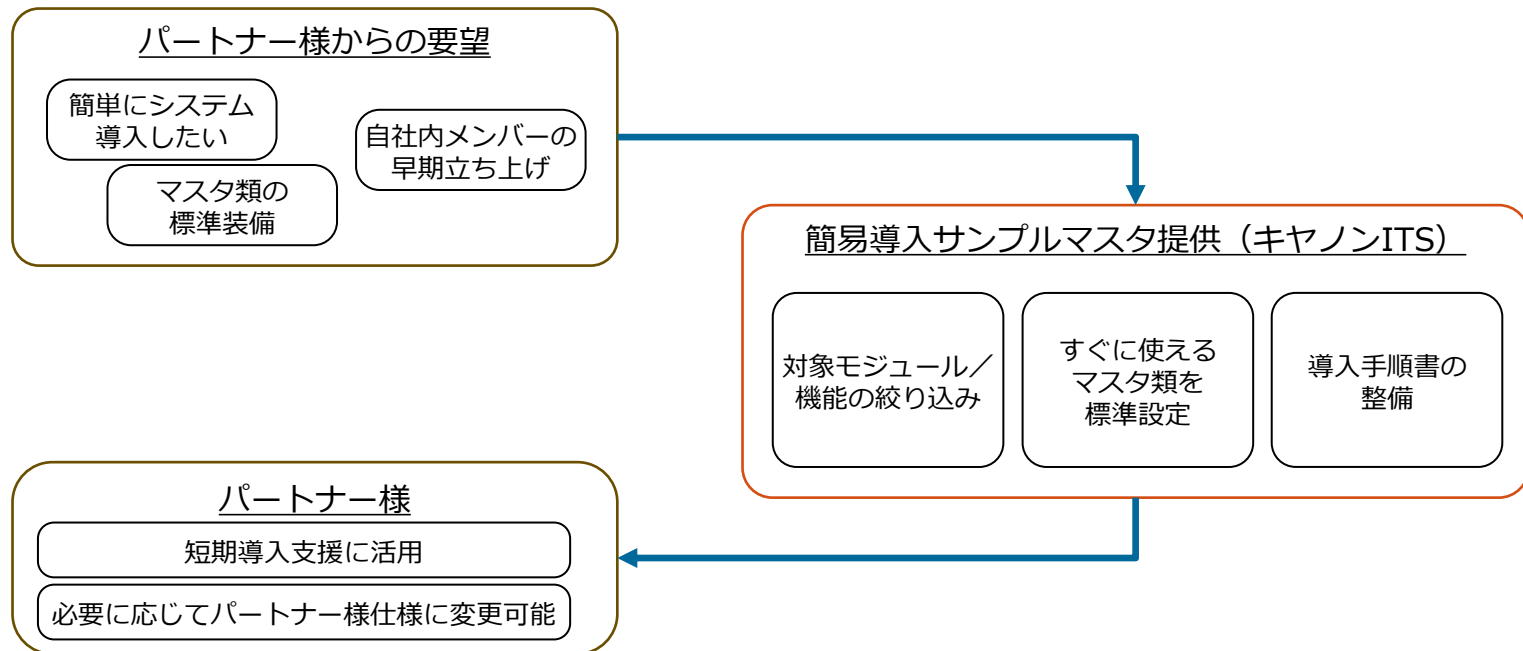 パートナー様からの要望
簡単にシステム
導入したい
自社内メンバーの
早期立ち上げ
マスタ類の
標準装備
簡易導入サンプルマスタ提供（キヤノンITS）
対象モジュール／
機能の絞り込み
すぐに使える
マスタ類を
標準設定
導入手順書の
整備
パートナー様
短期導入支援に活用
必要に応じてパートナー様仕様に変更可能